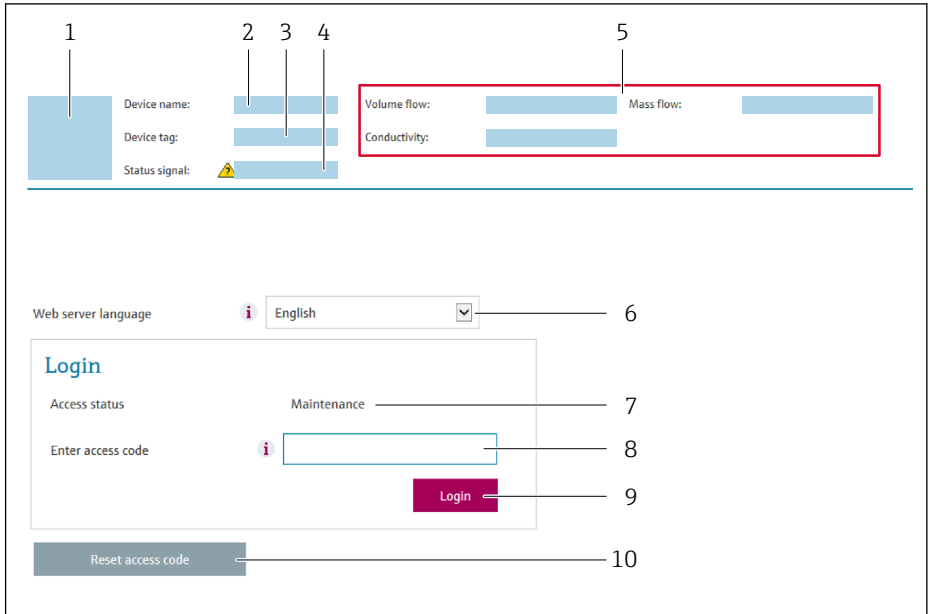 1 2 3 4 5
Device name: Volume flow: Mass flow:
Device tag: Conductivity:
Status signal: ?
Web server language i English 6
Login
Access status Maintenance 7
Enter access code i 8
Login 9
Reset access code 10